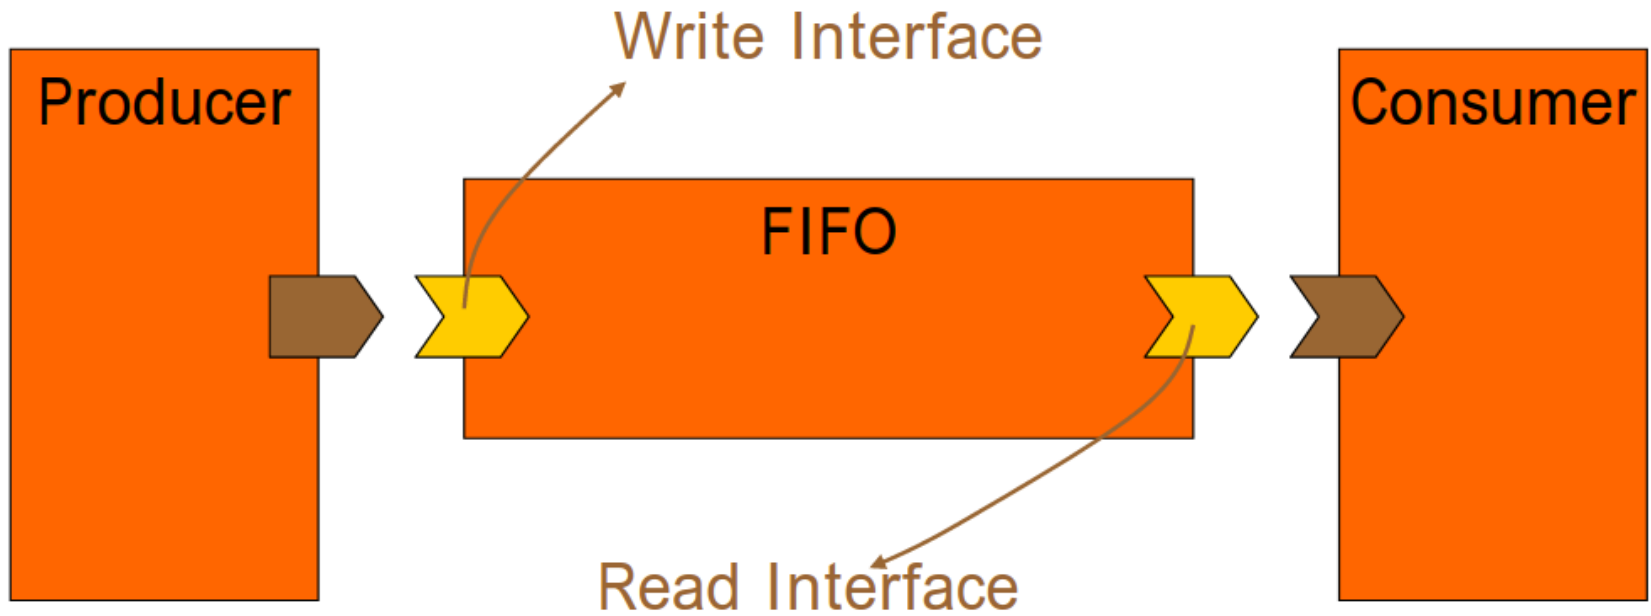 Write Interface
Producer
Consumer
FIFO
Read Interface